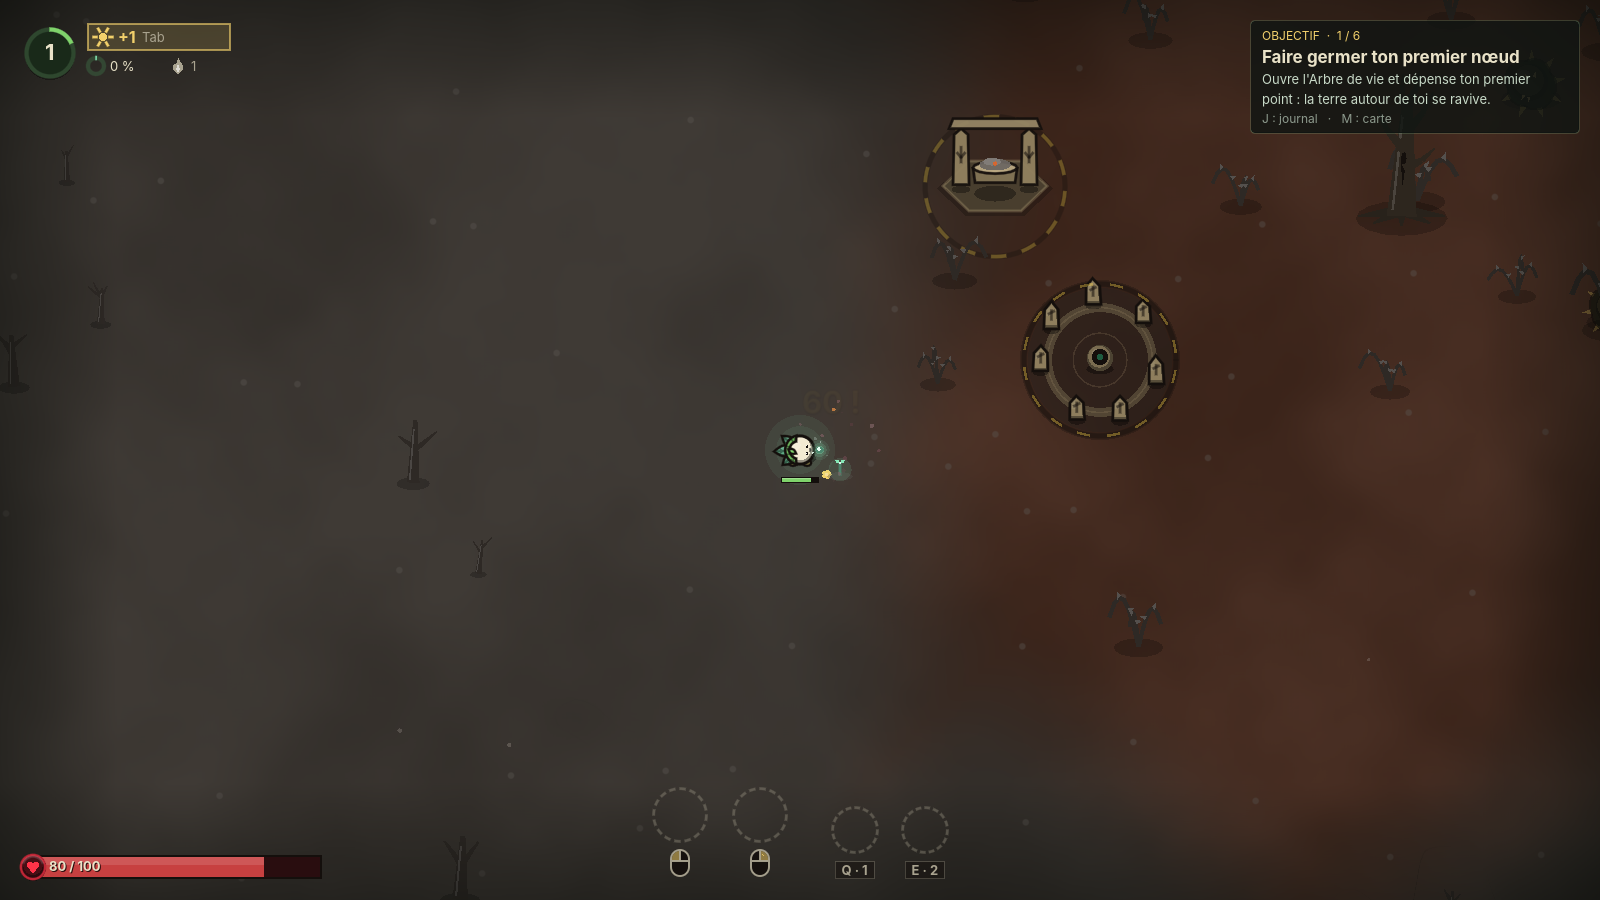 1
+1 Tab
0 %
1
OBJECTIF · 1 / 6
Faire germer ton premier nœud
Ouvre l'Arbre de vie et dépense ton premier
point : la terre autour de toi se ravive.
J : journal · M : carte
80 / 100
Q · 1
E · 2